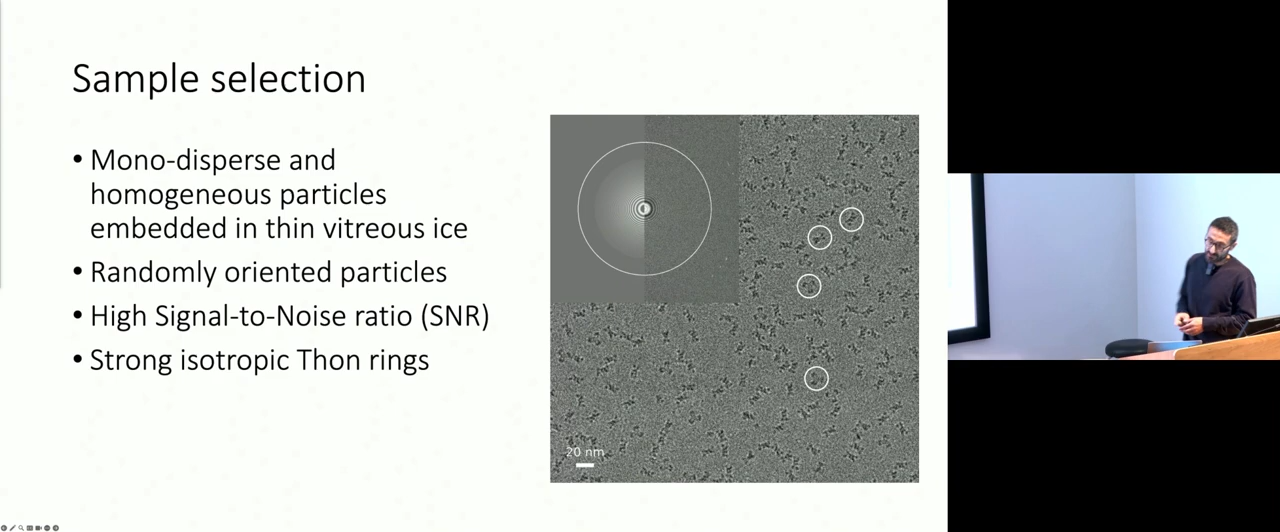 Sample selection
• Mono-disperse and
homogeneous particles
embedded in thin vitreous ice
• Randomly oriented particles
• High Signal-to-Noise ratio (SNR)
• Strong isotropic Thon rings
20 nm